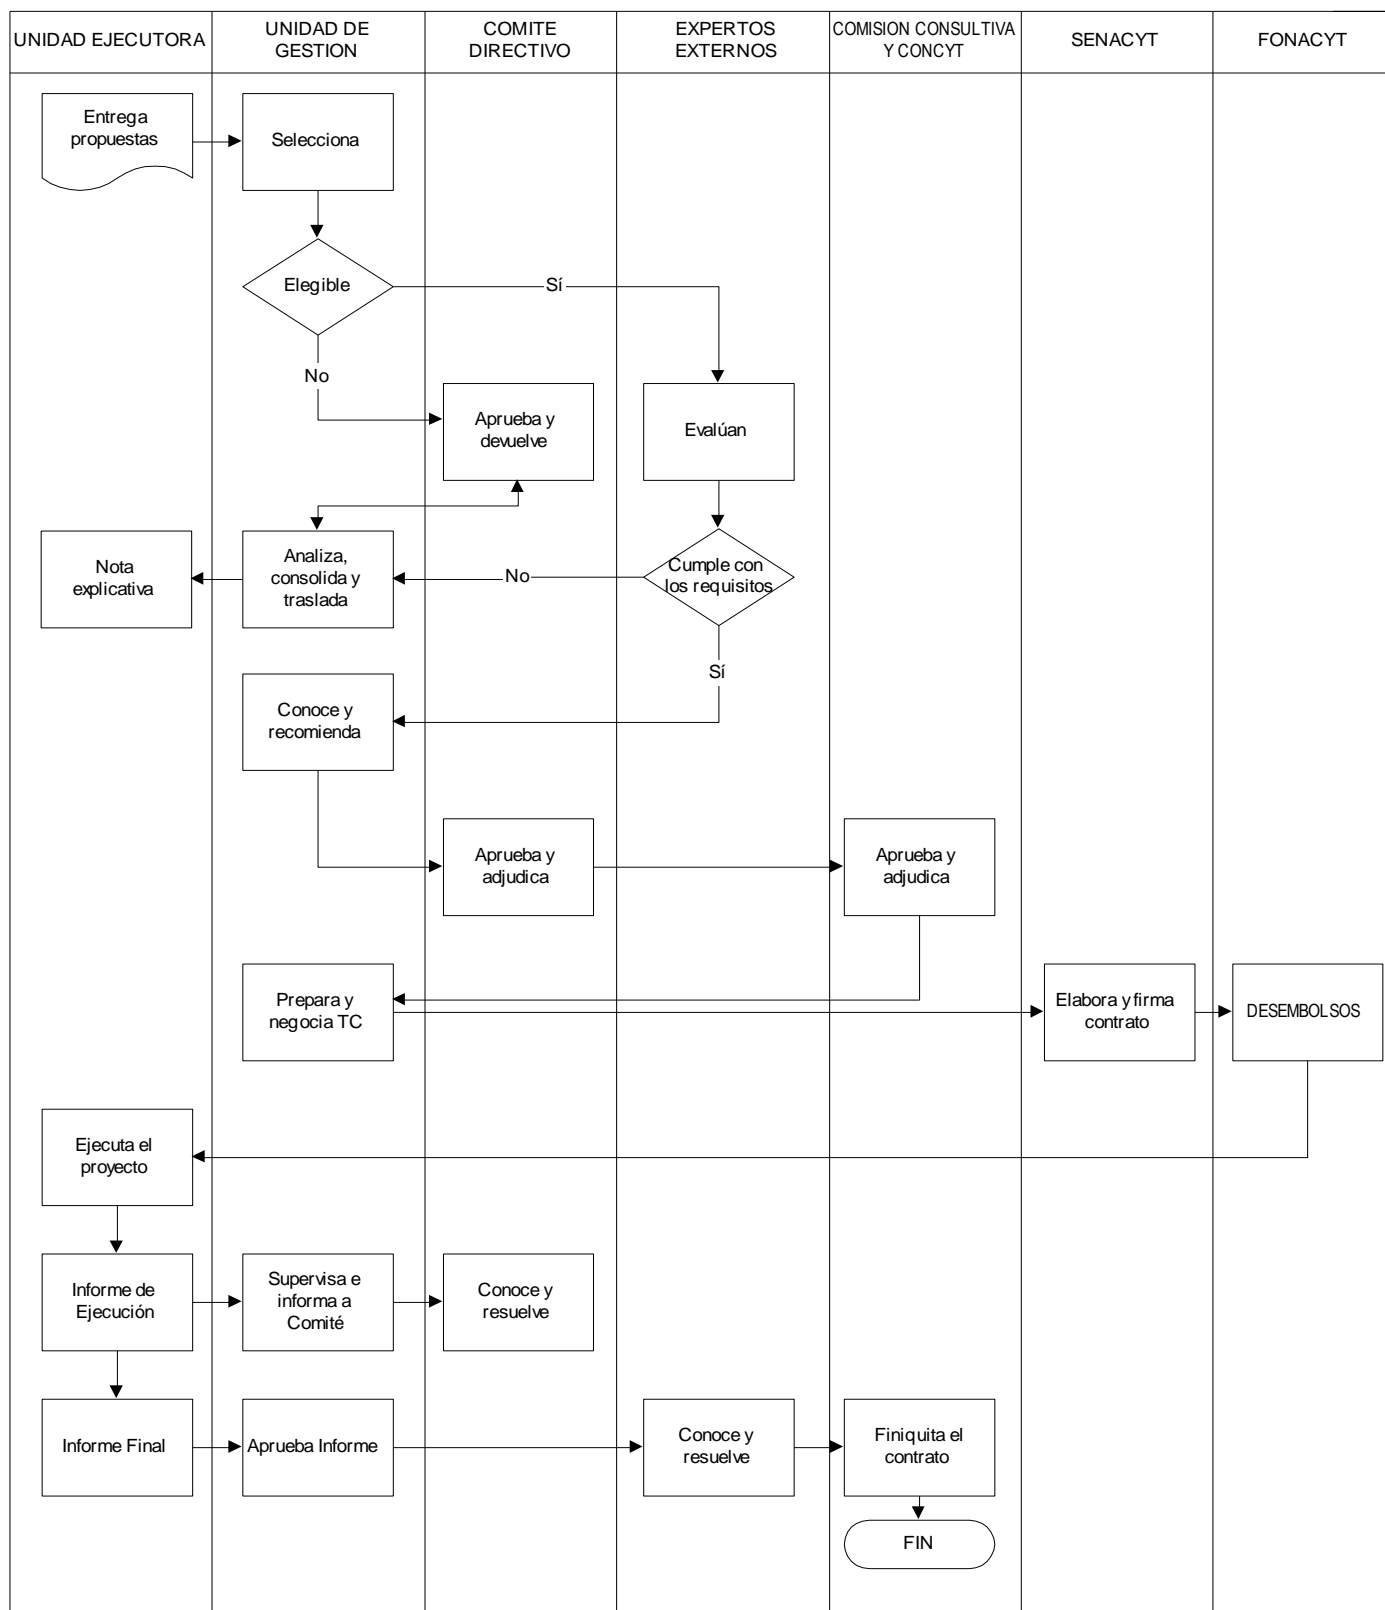 UNIDAD EJECUTORA
UNIDAD DE
GESTION
COMITE
DIRECTIVO
EXPERTOS
EXTERNOS
COMISION CONSULTIVA
Y CONCYT
SENACYT
FONACYT
Entrega
propuestas
Selecciona
Elegible
Sí
No
Aprueba y
devuelve
Evalúan
Nota
explicativa
Analiza,
consolida y
traslada
No
Cumple con
los requisitos
Sí
Conoce y
recomienda
Aprueba y
adjudica
Aprueba y
adjudica
Prepara y
negocia TC
Elabora y firma
contrato
DESEMBOLSOS
Ejecuta el
proyecto
Informe de
Ejecución
Supervisa e
informa a
Comité
Conoce y
resuelve
Informe Final
Aprueba Informe
Conoce y
resuelve
Finiquita el
contrato
FIN